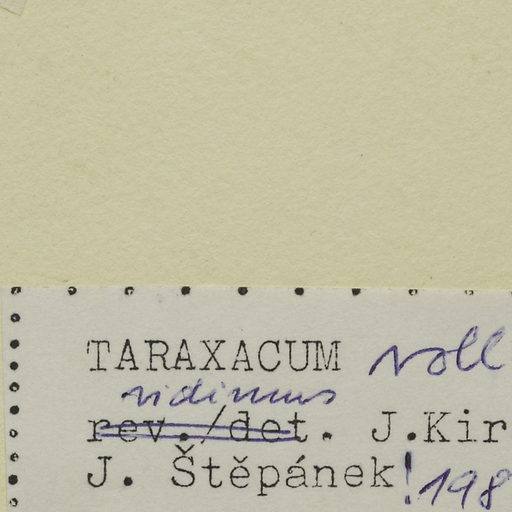 TARAXACUM voll
vidimus
rev./det. J.Kir
J. Štěpánek! 198